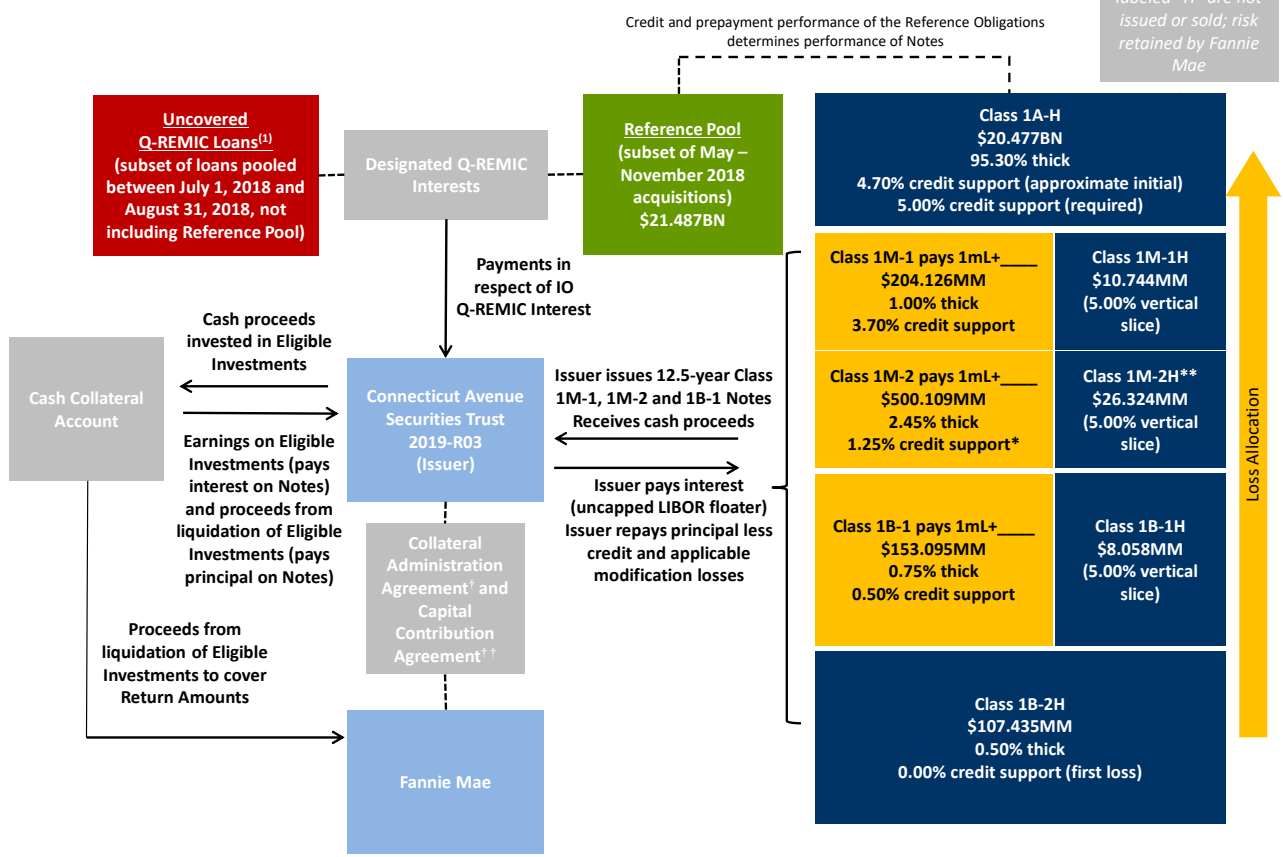 Credit and prepayment performance of the Reference Obligations
determines performance of Notes
issued or sold; risk
retained by Fannie
Mae
Uncovered
Q-REMIC Loans(1)
(subset of loans pooled
between July 1, 2018 and
August 31, 2018, not
including Reference Pool)
Designated Q-REMIC
Interests
Reference Pool
(subset of May –
November 2018
acquisitions)
$21.487BN
Class 1A-H
$20.477BN
95.30% thick
4.70% credit support (approximate initial)
5.00% credit support (required)
Payments in
respect of IO
Q-REMIC Interest
Class 1M-1 pays 1mL+____
$204.126MM
1.00% thick
3.70% credit support
Class 1M-1H
$10.744MM
(5.00% vertical
slice)
Cash proceeds
invested in Eligible
Investments
Cash Collateral
Account
Connecticut Avenue
Securities Trust
2019-R03
(Issuer)
Issuer issues 12.5-year Class
1M-1, 1M-2 and 1B-1 Notes
Receives cash proceeds
Class 1M-2 pays 1mL+____
$500.109MM
2.45% thick
1.25% credit support*
Class 1M-2H**
$26.324MM
(5.00% vertical
slice)
Earnings on Eligible
Investments (pays
interest on Notes)
and proceeds from
liquidation of Eligible
Investments (pays
principal on Notes)
Issuer pays interest
(uncapped LIBOR floater)
Issuer repays principal less
credit and applicable
modification losses
Class 1B-1 pays 1mL+____
$153.095MM
0.75% thick
0.50% credit support
Class 1B-1H
$8.058MM
(5.00% vertical
slice)
Loss Allocation
Collateral
Administration
Agreement† and
Capital
Contribution
Agreement† †
Proceeds from
liquidation of Eligible
Investments to cover
Return Amounts
Fannie Mae
Class 1B-2H
$107.435MM
0.50% thick
0.00% credit support (first loss)